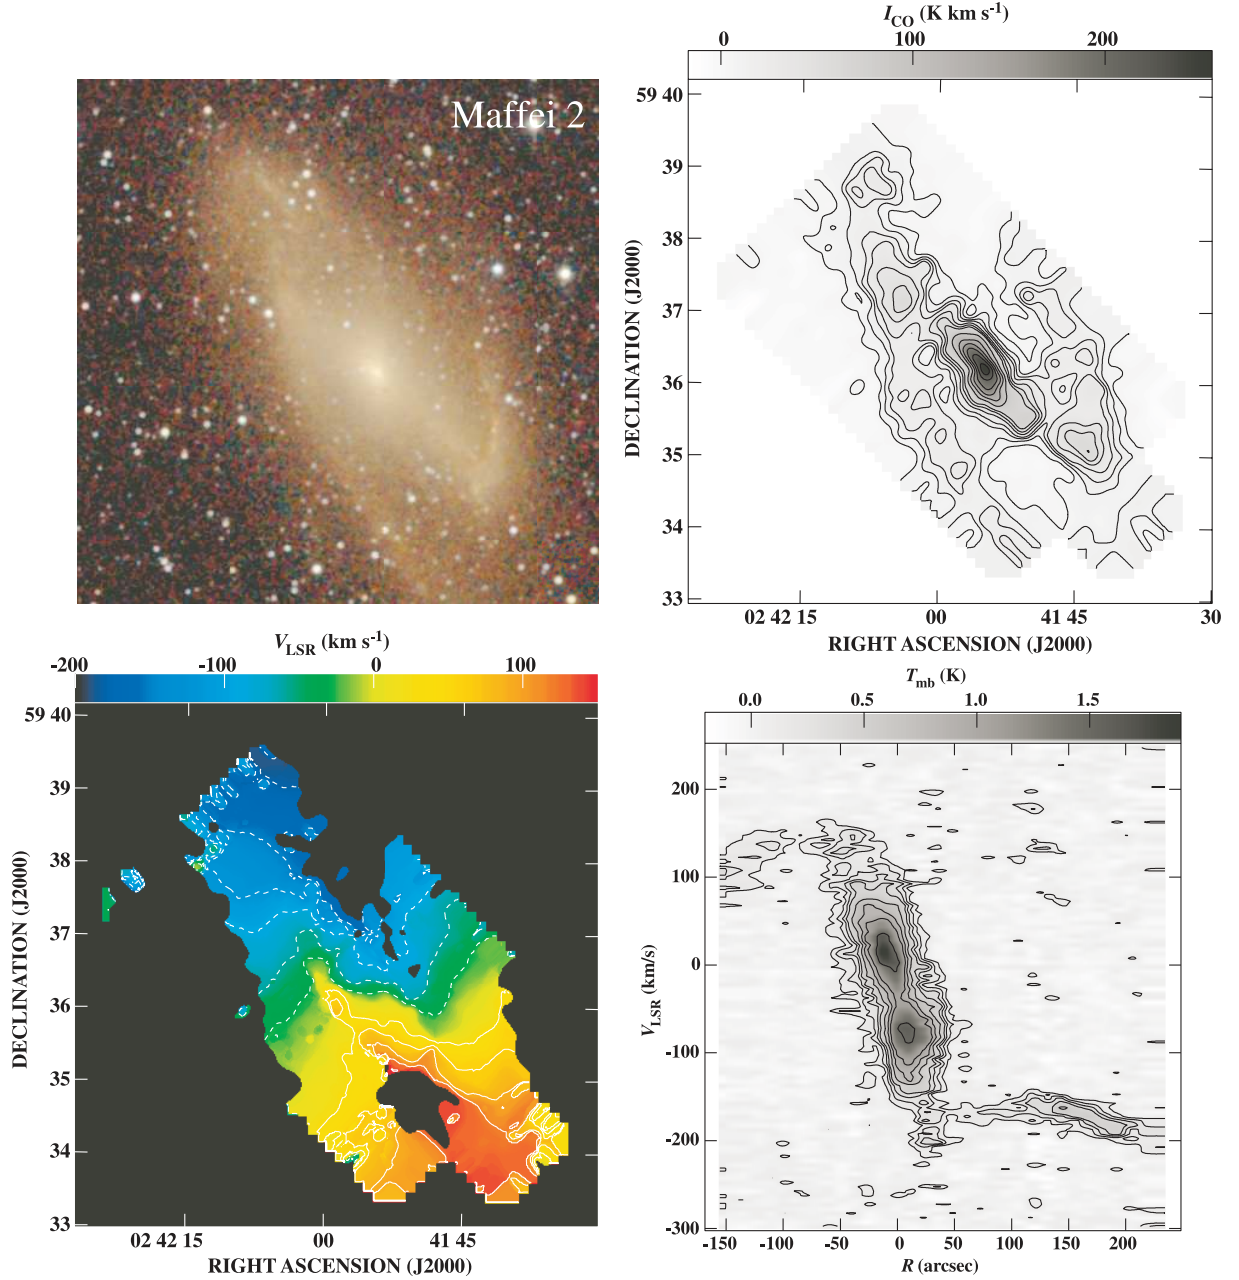 Maffei 2
I_CO (K km s⁻¹)
0 100 200
59 40
39
38
37
36
35
34
33
DECLINATION (J2000)
02 42 15 00 41 45 30
RIGHT ASCENSION (J2000)
V_LSR (km s⁻¹)
-200 -100 0 100
59 40
39
38
37
36
35
34
33
DECLINATION (J2000)
02 42 15 00 41 45
RIGHT ASCENSION (J2000)
T_mb (K)
0.0 0.5 1.0 1.5
200
100
0
-100
-200
-300
V_LSR (km/s)
-150 -100 -50 0 50 100 150 200
R (arcsec)